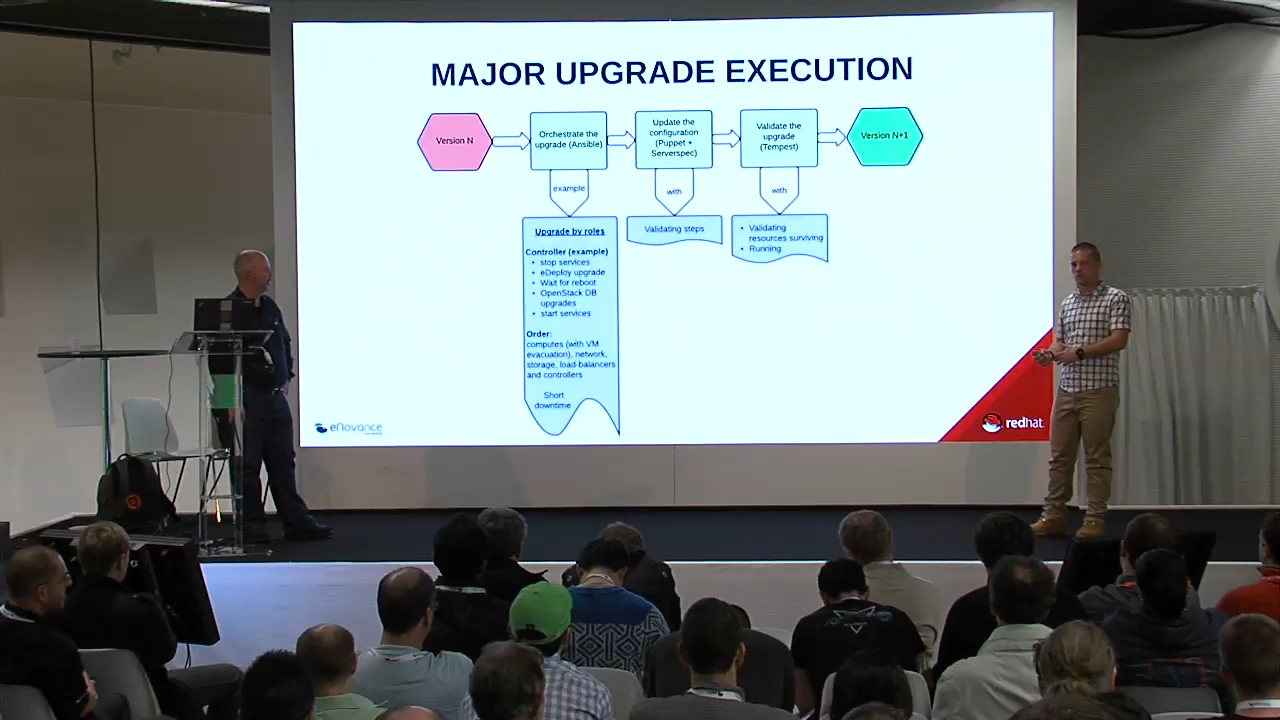 MAJOR UPGRADE EXECUTION
Version N
Orchestrate the
upgrade (Ansible)
Update the
configuration
(Puppet +
Serverspec)
Validate the
upgrade
(Tempest)
Version N+1
example
with
with
Upgrade by roles
Controller (example)
• stop services
• eDeploy upgrade
• Wait for reboot
• OpenStack DB
upgrades
• start services
Order:
computes (with VM
evacuation), network,
storage, load-balancers
and controllers
Short
downtime
Validating steps
• Validating
resources surviving
• Running
eNovance
redhat